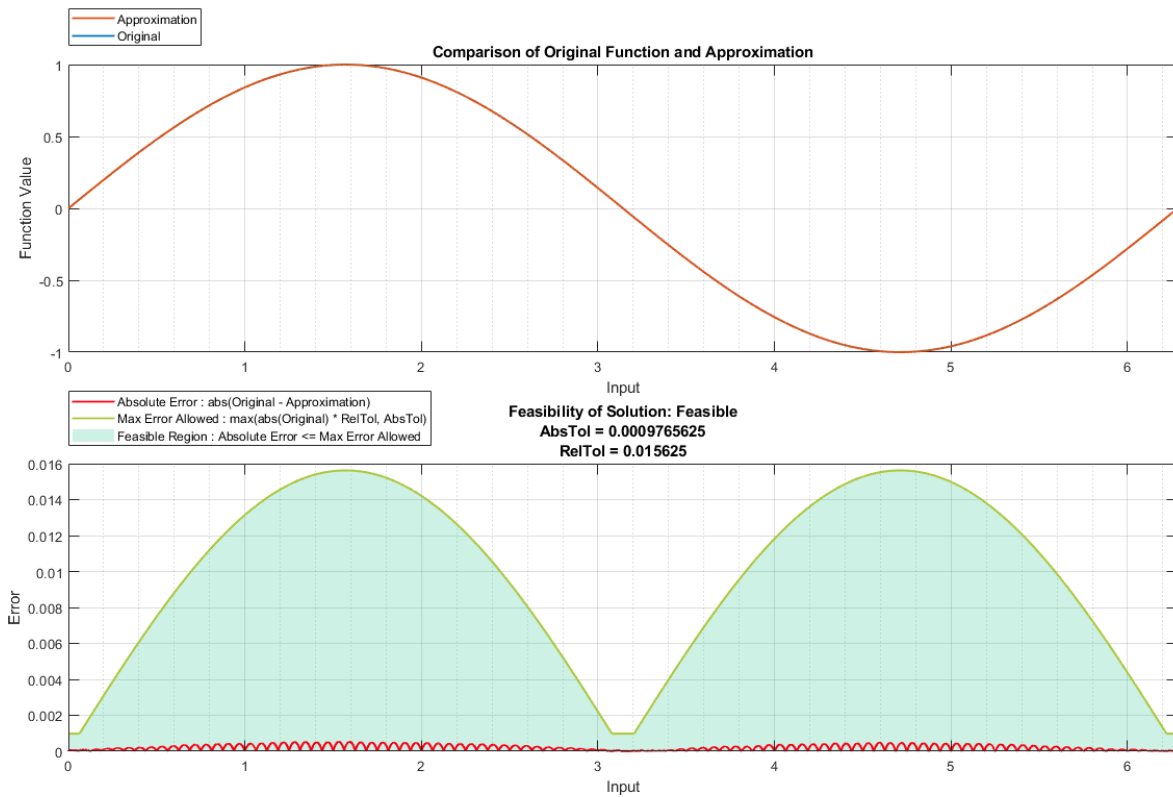 Approximation
Original
Comparison of Original Function and Approximation
Function Value
1
0.5
0
-0.5
-1
0 1 2 3 4 5 6
Input
Absolute Error : abs(Original - Approximation)
Max Error Allowed : max(abs(Original) * RelTol, AbsTol)
Feasible Region : Absolute Error <= Max Error Allowed
Feasibility of Solution: Feasible
AbsTol = 0.0009765625
RelTol = 0.015625
Error
0.016
0.014
0.012
0.01
0.008
0.006
0.004
0.002
0
0 1 2 3 4 5 6
Input